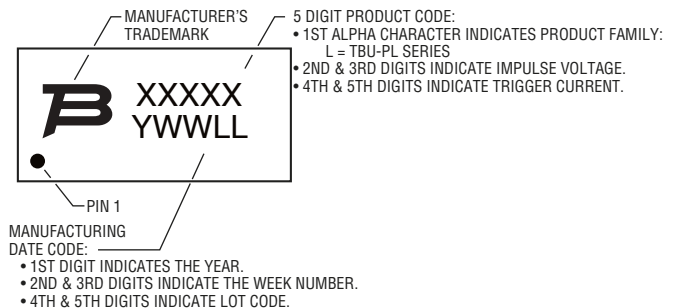 MANUFACTURER'S
TRADEMARK
5 DIGIT PRODUCT CODE:
• 1ST ALPHA CHARACTER INDICATES PRODUCT FAMILY:
L = TBU-PL SERIES
• 2ND & 3RD DIGITS INDICATE IMPULSE VOLTAGE.
• 4TH & 5TH DIGITS INDICATE TRIGGER CURRENT.
XXXXX
YWWLL
PIN 1
MANUFACTURING
DATE CODE:
• 1ST DIGIT INDICATES THE YEAR.
• 2ND & 3RD DIGITS INDICATE THE WEEK NUMBER.
• 4TH & 5TH DIGITS INDICATE LOT CODE.